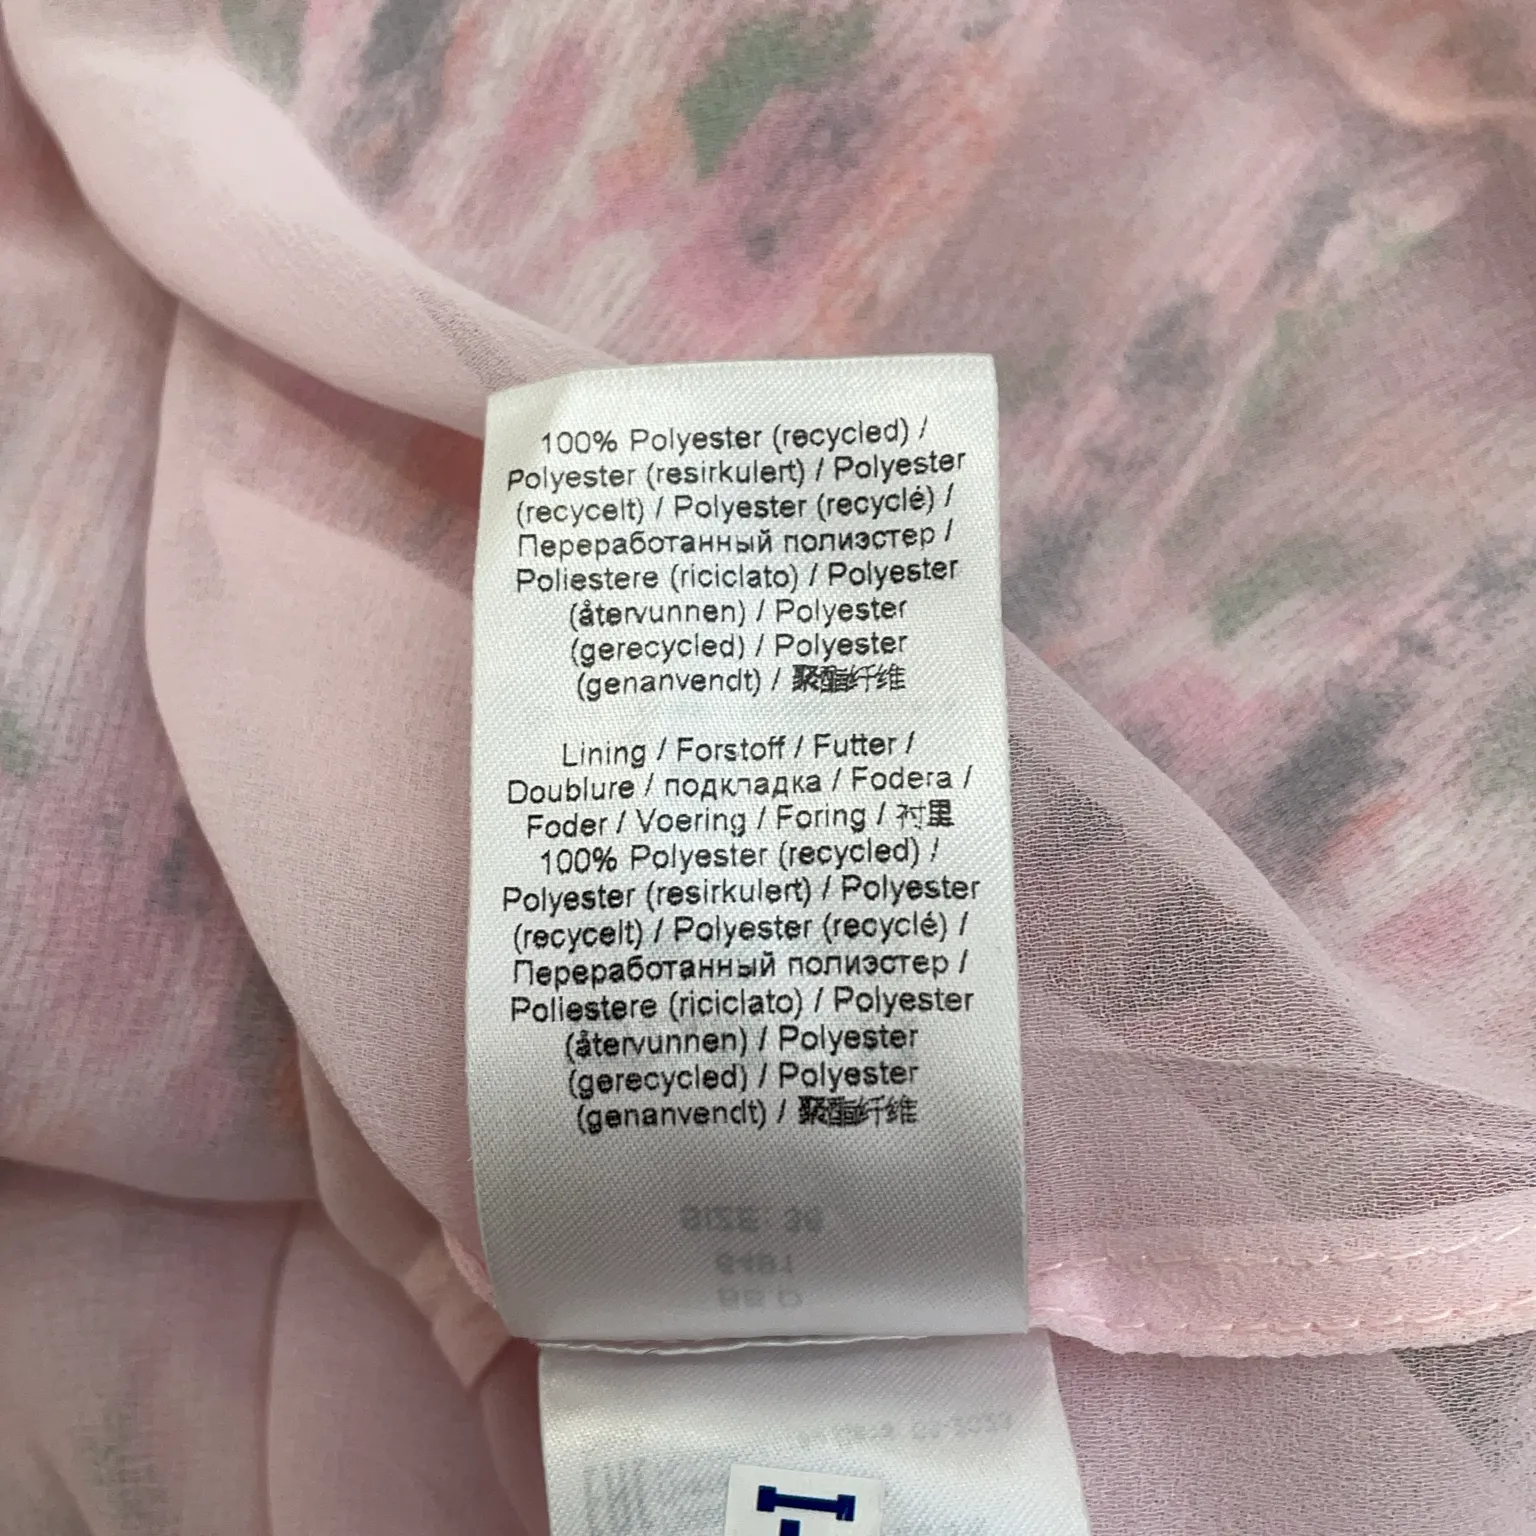 100% Polyester (recycled) /
Polyester (resirkulert) / Polyester
(recycelt) / Polyester (recyclé) /
Переработанный полиэстер /
Poliestere (riciclato) / Polyester
(återvunnen) / Polyester
(gerecycled) / Polyester
(genanvendt) / 聚酯纤维
Lining / Forstoff / Futter /
Doublure / подкладка / Fodera /
Foder / Voering / Foring / 衬里
100% Polyester (recycled) /
Polyester (resirkulert) / Polyester
(recycelt) / Polyester (recyclé) /
Переработанный полиэстер /
Poliestere (riciclato) / Polyester
(återvunnen) / Polyester
(gerecycled) / Polyester
(genanvendt) / 聚酯纤维
SIZE: 36